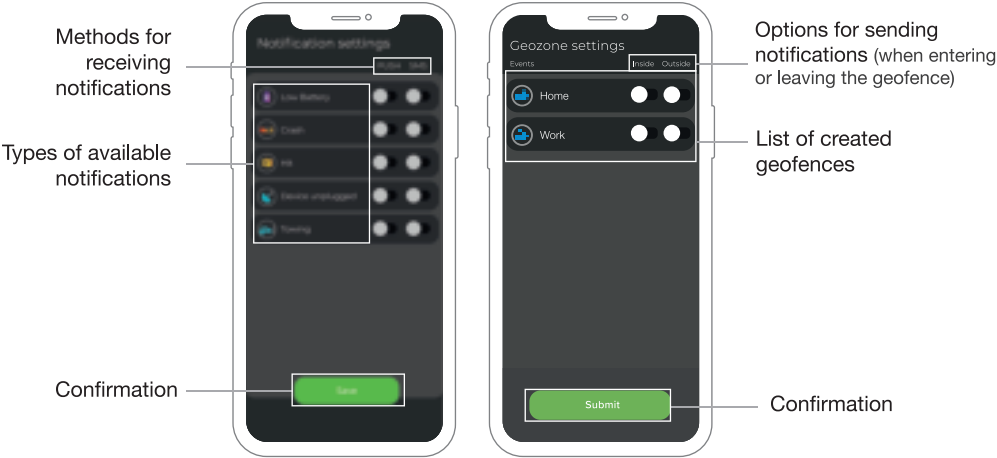 Methods for
receiving
notifications
Types of available
notifications
Confirmation
Notification settings
PUSH SMS
Low Battery
Crash
Hit
Device unplugged
Towing
Save
Geozone settings
Events Inside Outside
Home
Work
Submit
Options for sending
notifications (when entering
or leaving the geofence)
List of created
geofences
Confirmation